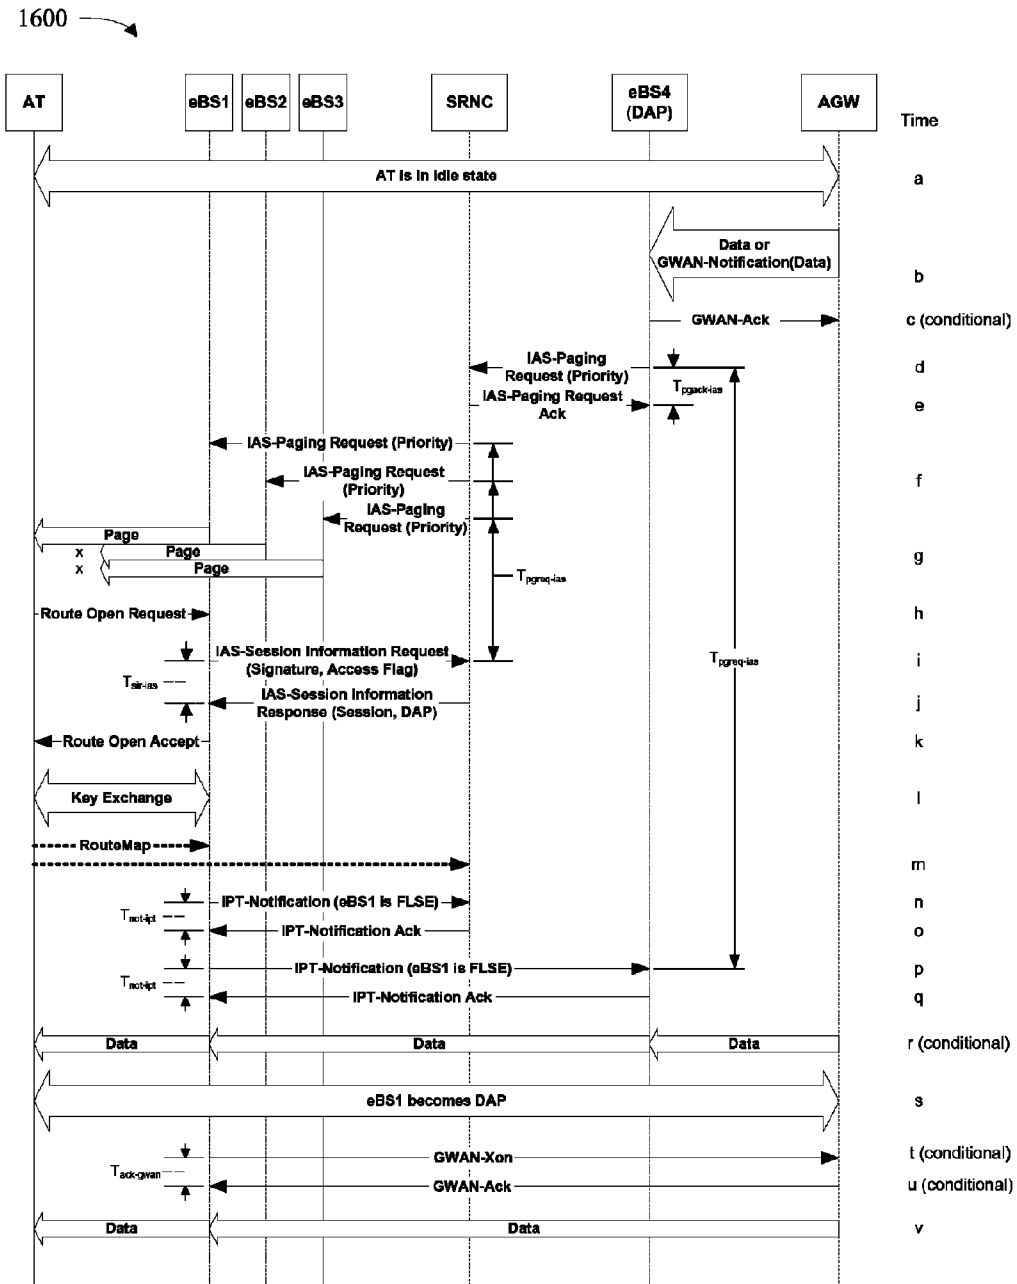 1600
AT
eBS1
eBS2
eBS3
SRNC
eBS4
(DAP)
AGW
Time
AT is in idle state
a
Data or
GWAN-Notification(Data)
b
GWAN-Ack
c (conditional)
IAS-Paging
Request (Priority)
d
Tpgack-ias
IAS-Paging Request
Ack
e
IAS-Paging Request (Priority)
IAS-Paging Request
(Priority)
f
IAS-Paging
Request (Priority)
Page
x Page
x Page
g
Tpgreq-ias
Route Open Request
h
IAS-Session Information Request
(Signature, Access Flag)
i
Tpgreq-ias
Tsir-ias
IAS-Session Information
Response (Session, DAP)
j
Route Open Accept
k
Key Exchange
l
RouteMap
m
IPT-Notification (eBS1 is FLSE)
n
Tnot-ipt
IPT-Notification Ack
o
IPT-Notification (eBS1 is FLSE)
p
Tnot-ipt
IPT-Notification Ack
q
Data Data Data
r (conditional)
eBS1 becomes DAP
s
GWAN-Xon
t (conditional)
Tack-gwan
GWAN-Ack
u (conditional)
Data Data
v